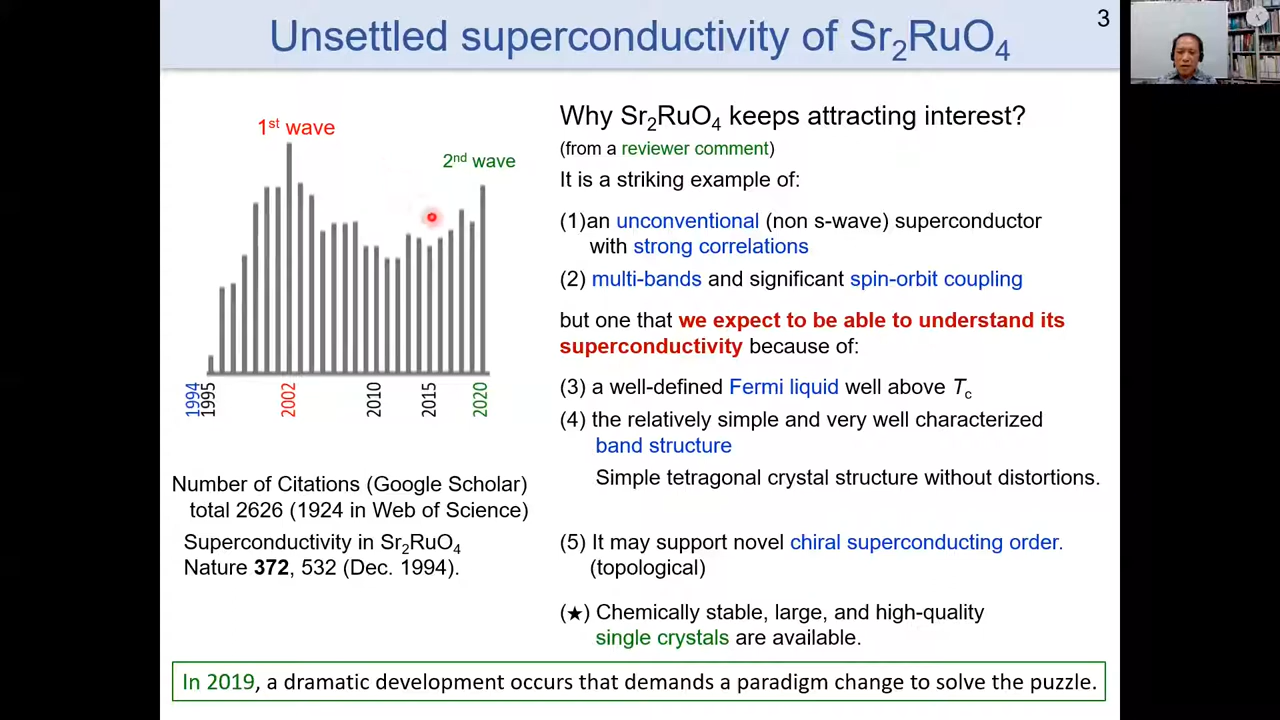 Unsettled superconductivity of Sr₂RuO₄
3
1st wave
2nd wave
1994
1995
2002
2010
2015
2020
Number of Citations (Google Scholar)
total 2626 (1924 in Web of Science)
Superconductivity in Sr₂RuO₄
Nature 372, 532 (Dec. 1994).
Why Sr₂RuO₄ keeps attracting interest?
(from a reviewer comment)
It is a striking example of:
(1)an unconventional (non s-wave) superconductor
with strong correlations
(2) multi-bands and significant spin-orbit coupling
but one that we expect to be able to understand its
superconductivity because of:
(3) a well-defined Fermi liquid well above Tc
(4) the relatively simple and very well characterized
band structure
Simple tetragonal crystal structure without distortions.
(5) It may support novel chiral superconducting order.
(topological)
(★) Chemically stable, large, and high-quality
single crystals are available.
In 2019, a dramatic development occurs that demands a paradigm change to solve the puzzle.